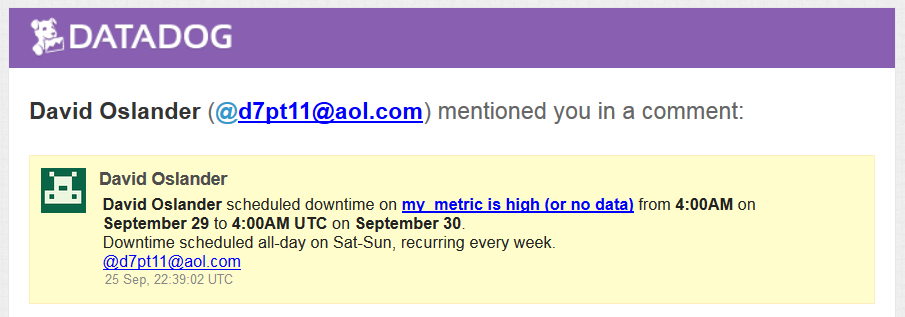 DATADOG
David Oslander (@d7pt11@aol.com) mentioned you in a comment:
David Oslander
David Oslander scheduled downtime on my_metric is high (or no data) from 4:00AM on
September 29 to 4:00AM UTC on September 30.
Downtime scheduled all-day on Sat-Sun, recurring every week.
@d7pt11@aol.com
25 Sep, 22:39:02 UTC